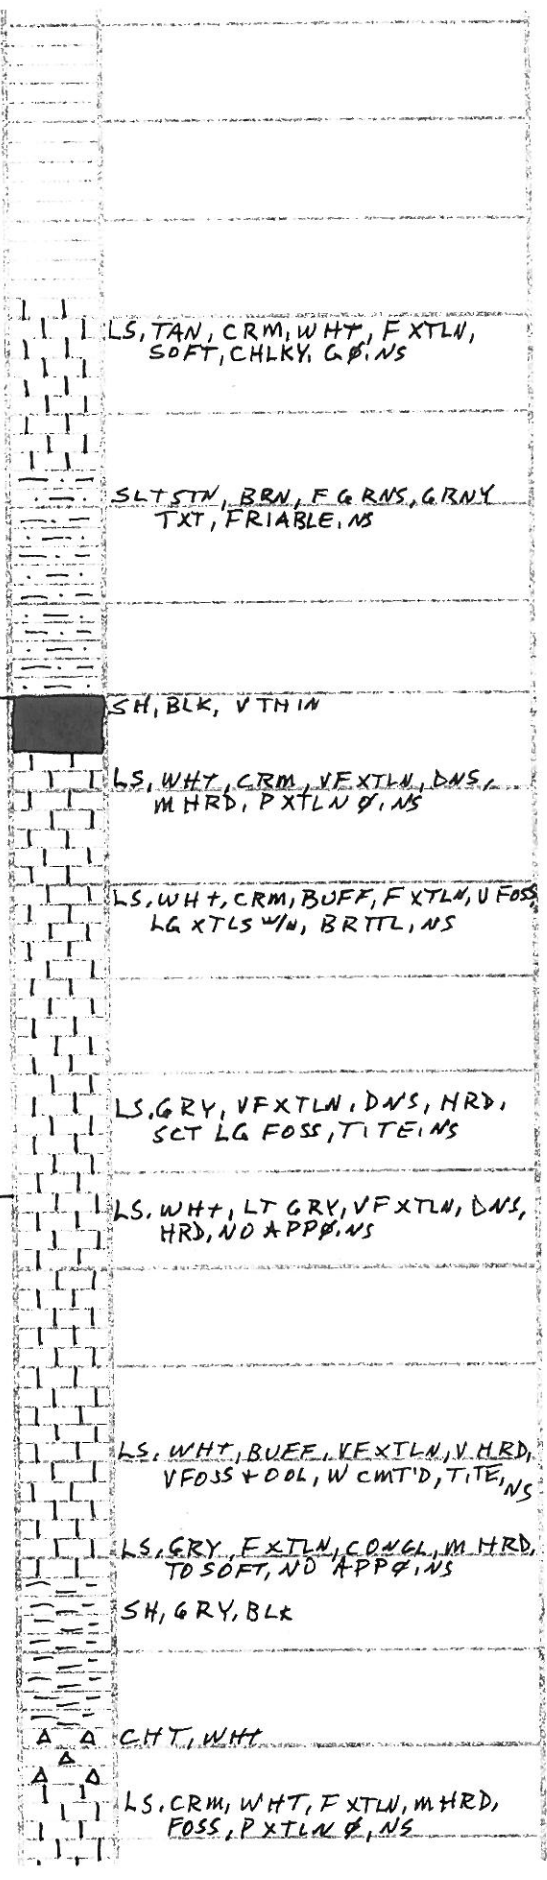 LS, TAN, CRM, WHT, F XTLN,
SOFT, CHLKY, G Ø, NS
SLTSTN, BRN, F GRNS, GRNY
TXT, FRIABLE, NS
SH, BLK, V THIN
LS, WHT, CRM, VF XTLN, DNS,
M HRD, P XTLN Ø, NS
LS, WHT, CRM, BUFF, F XTLN, V FOSS,
LG XTLS W/N, BRTTL, NS
LS, GRY, VF XTLN, DNS, HRD,
SCT LG FOSS, TITE, NS
LS, WHT, LT GRY, VF XTLN, DNS,
HRD, NO APP Ø, NS
LS, WHT, BUFF, VF XTLN, V HRD,
V FOSS + OOL, W CMT'D, TITE, NS
LS, GRY, F XTLN, CONGL, M HRD,
TO SOFT, NO APP Ø, NS
SH, GRY, BLK
CHT, WHT
LS, CRM, WHT, F XTLN, M HRD,
FOSS, P XTLN Ø, NS